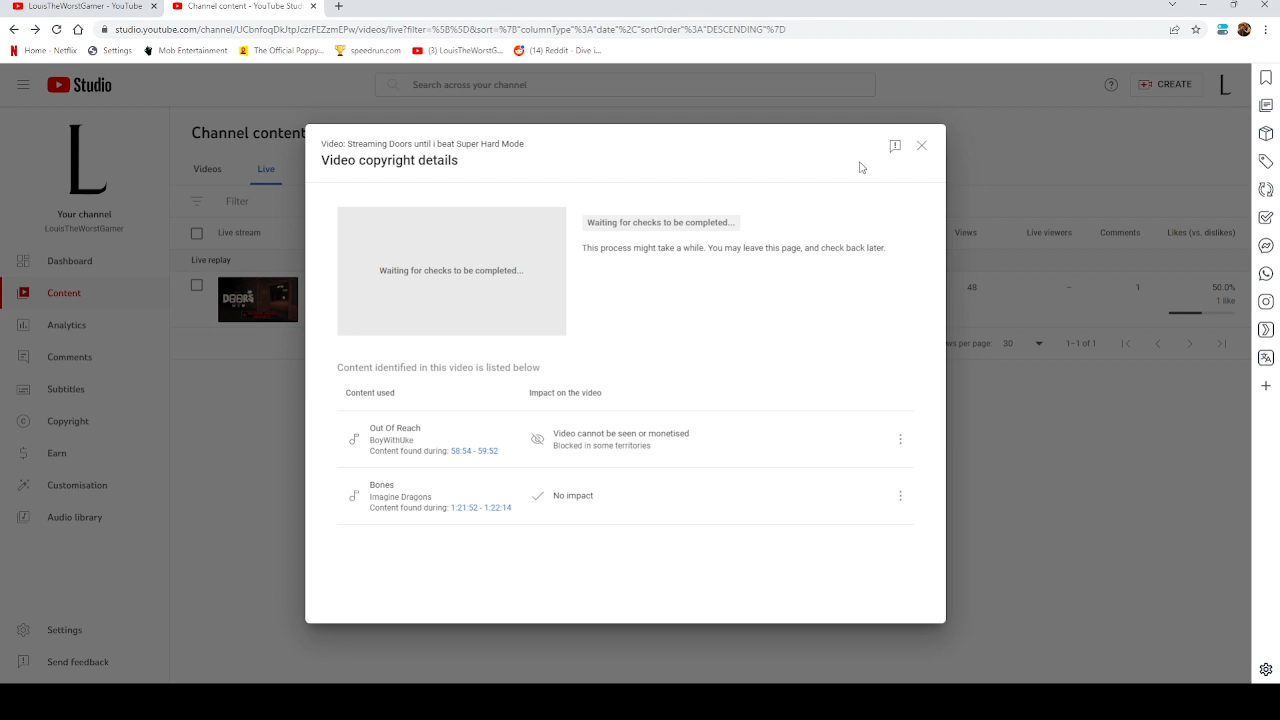 LouisTheWorstGamer - YouTube
Channel content - YouTube Studi
studio.youtube.com/channel/UCbnfoqDkJtpJczrFEZzmEPw/videos/live?filter=%5B%5D&sort=%7B"columnType"%3A"date"%2C"sortOrder"%3A"DESCENDING"%7D
Home - Netflix
Settings
Mob Entertainment
The Official Poppy...
speedrun.com
(3) LouisTheWorstG...
(14) Reddit - Dive i...
Studio
Search across your channel
CREATE
L
L
Your channel
LouisTheWorstGamer
Dashboard
Content
Analytics
Comments
Subtitles
Copyright
Earn
Customisation
Audio library
Settings
Send feedback
Channel content
Videos
Live
Filter
Live stream
Views
Live viewers
Comments
Likes (vs. dislikes)
Live replay
DOORS
48
–
1
50.0%
1 like
ws per page:
30
1–1 of 1
Video: Streaming Doors until i beat Super Hard Mode
Video copyright details
Waiting for checks to be completed...
Waiting for checks to be completed...
This process might take a while. You may leave this page, and check back later.
Content identified in this video is listed below
Content used
Impact on the video
Out Of Reach
BoyWithUke
Content found during: 58:54 - 59:52
Video cannot be seen or monetised
Blocked in some territories
Bones
Imagine Dragons
Content found during: 1:21:52 - 1:22:14
No impact